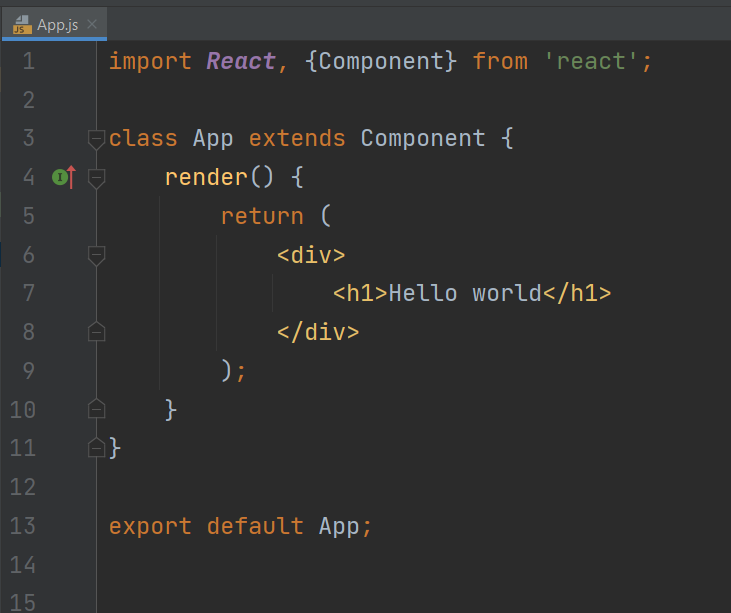 App.js
1 import React, {Component} from 'react';
2
3 class App extends Component {
4     render() {
5         return (
6             <div>
7                 <h1>Hello world</h1>
8             </div>
9         );
10     }
11 }
12
13 export default App;
14
15